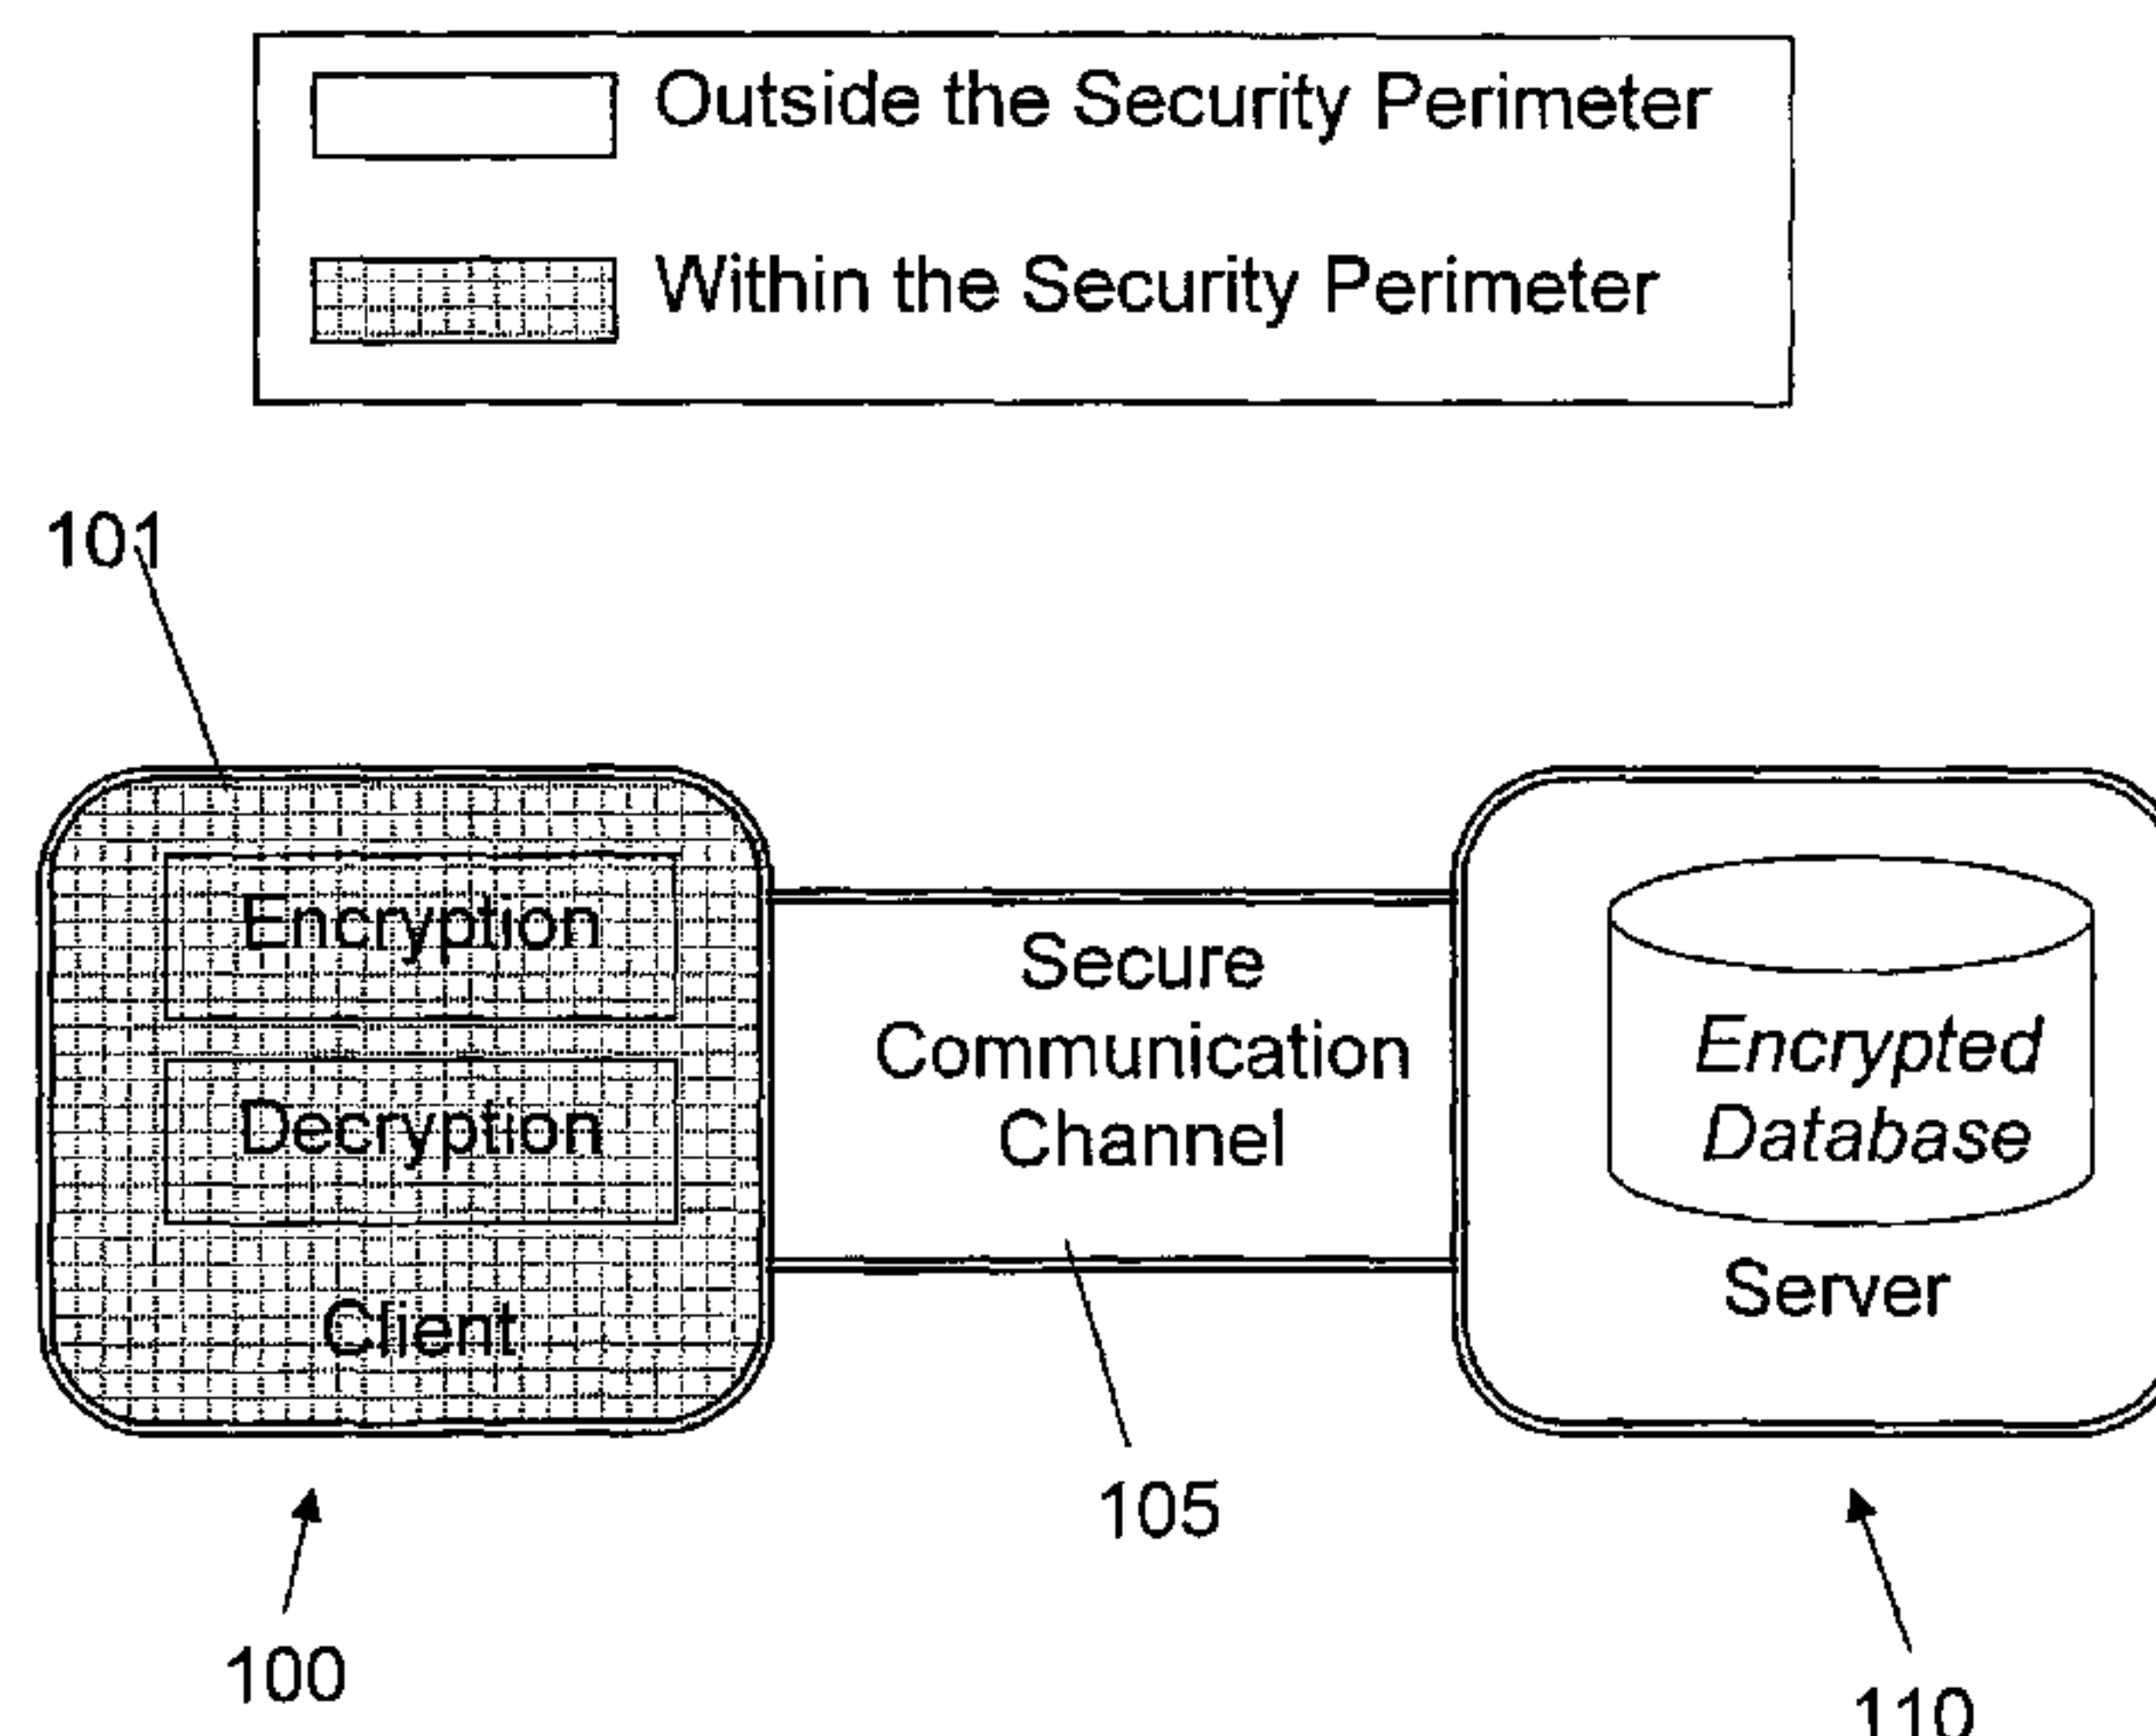 Outside the Security Perimeter
Within the Security Perimeter
101
Encryption
Decryption
Client
Secure
Communication
Channel
Encrypted
Database
Server
105
100
110